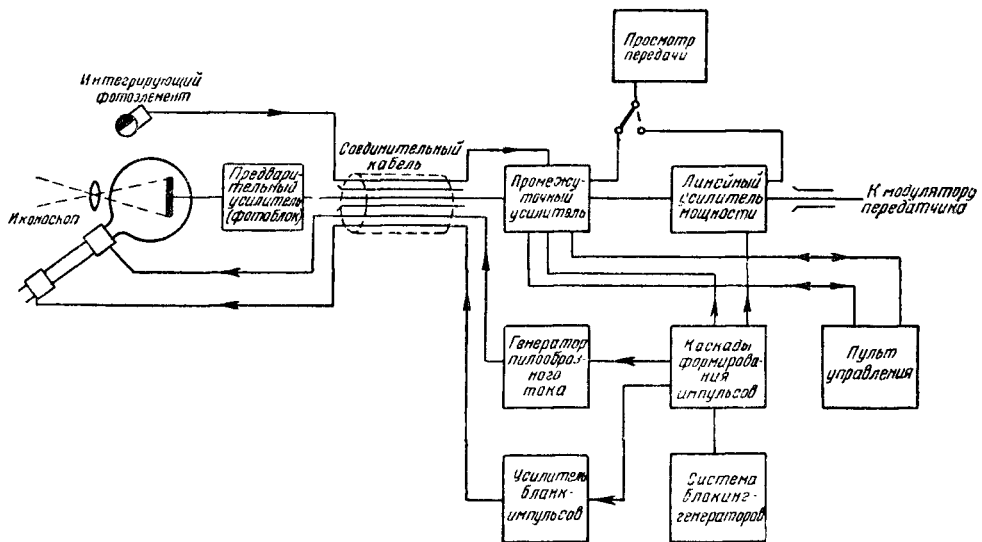 Просмотр
передачи
Интегрирующий
фотоэлемент
Соединительный
кабель
Иконоскоп
Предвари-
тельный
усилитель
(фотоблок)
Промежу-
точный
усилитель
Линейный
усилитель
мощности
К модулятору
передатчика
Генератор
пилообраз-
ного
тока
Каскады
формирова-
ния
импульсов
Пульт
управления
Усилитель
бланк-
импульсов
Система
блокинг-
генераторов